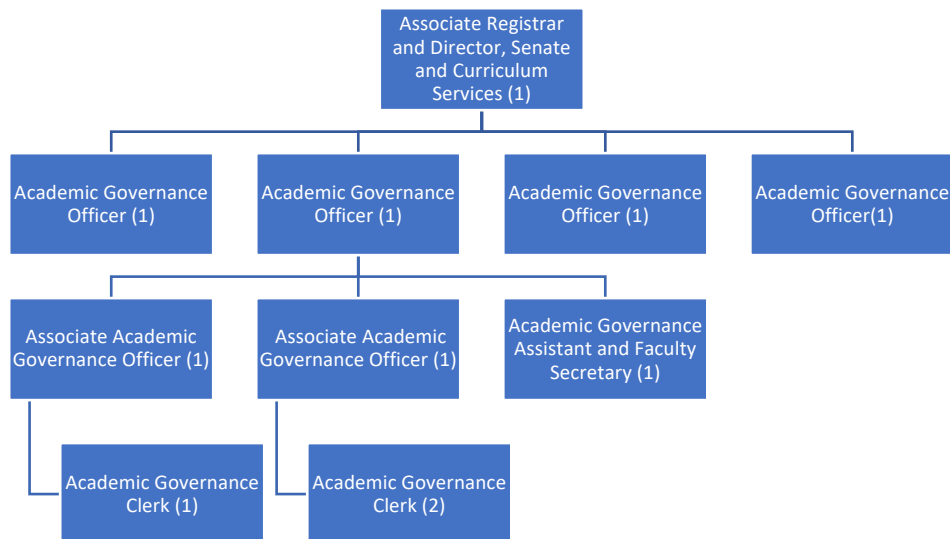 Associate Registrar
and Director, Senate
and Curriculum
Services (1)
Academic Governance
Officer (1)
Academic Governance
Officer (1)
Academic Governance
Officer (1)
Academic Governance
Officer(1)
Associate Academic
Governance Officer (1)
Associate Academic
Governance Officer (1)
Academic Governance
Assistant and Faculty
Secretary (1)
Academic Governance
Clerk (1)
Academic Governance
Clerk (2)